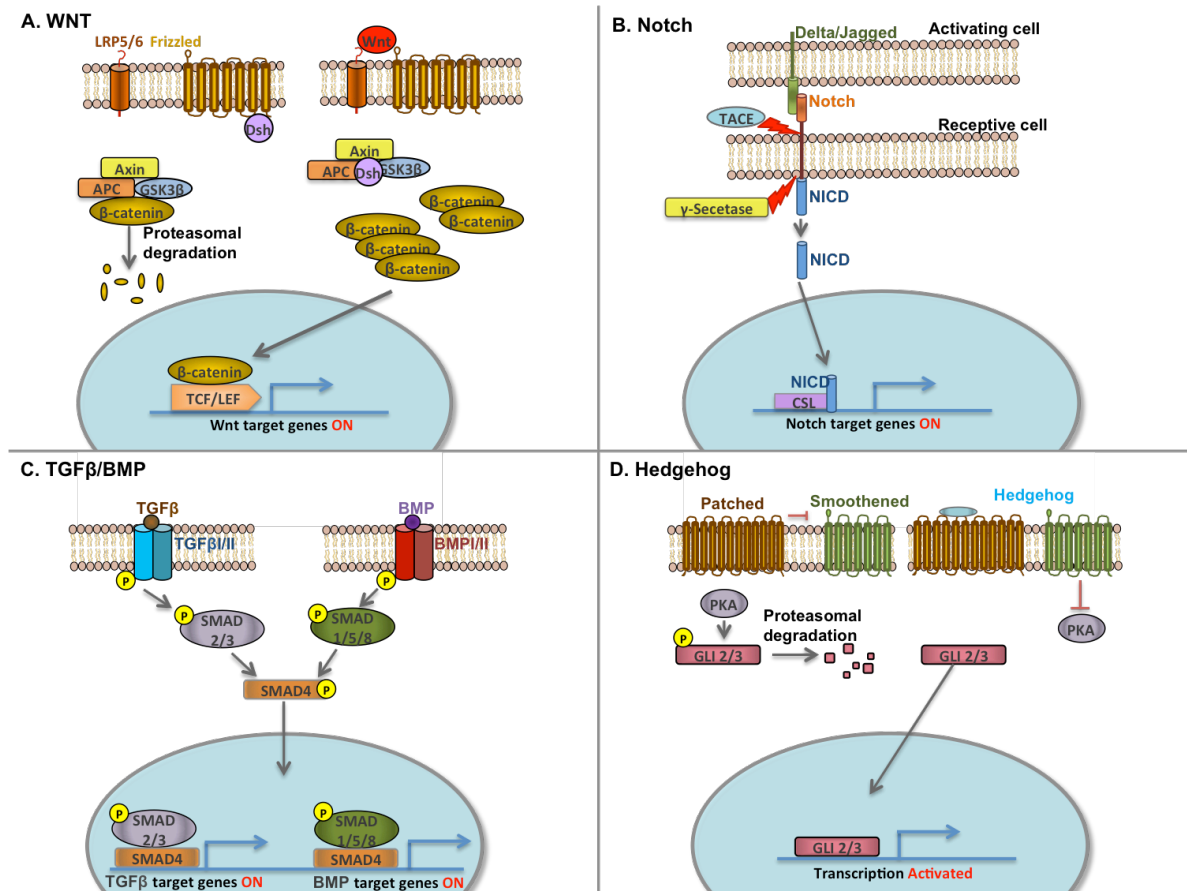 A. WNT
LRP5/6 Frizzled
Wnt
Dsh
Axin
APC
GSK3β
β-catenin
Proteasomal
degradation
Axin
APC
Dsh
GSK3β
β-catenin
β-catenin
β-catenin
β-catenin
β-catenin
β-catenin
TCF/LEF
Wnt target genes ON
B. Notch
Delta/Jagged
Activating cell
Notch
TACE
Receptive cell
NICD
γ-Secetase
NICD
NICD
CSL
Notch target genes ON
C. TGFβ/BMP
TGFβ
TGFβI/II
P
BMP
BMPI/II
P
P
SMAD
2/3
P
SMAD
1/5/8
SMAD4
P
P
SMAD
2/3
SMAD4
TGFβ target genes ON
P
SMAD
1/5/8
SMAD4
BMP target genes ON
D. Hedgehog
Patched
Smoothened
Hedgehog
PKA
P
GLI 2/3
Proteasomal
degradation
PKA
GLI 2/3
GLI 2/3
Transcription Activated